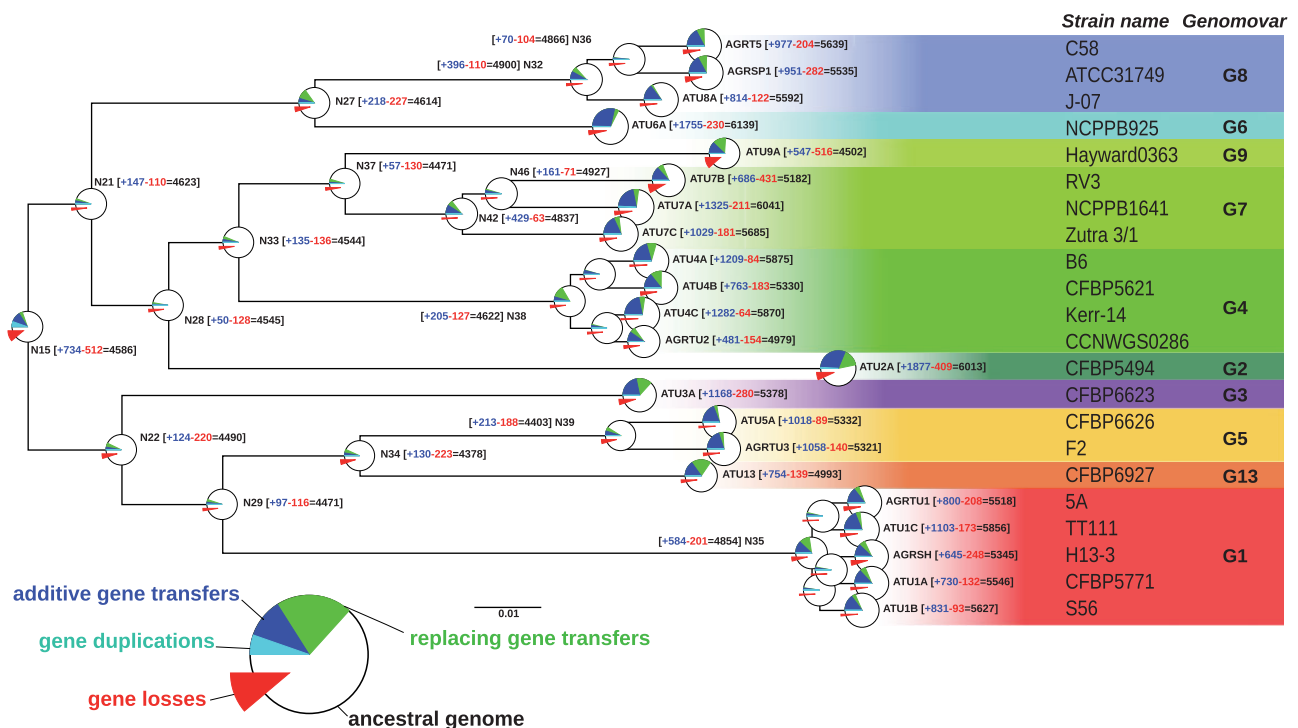 Strain name Genomovar
[+70-104=4866] N36
AGRT5 [+977-204=5639]
C58
[+396-110=4900] N32
AGRSP1 [+951-282=5535]
ATCC31749
G8
N27 [+218-227=4614]
ATU8A [+814-122=5592]
J-07
ATU6A [+1755-230=6139]
NCPPB925
G6
N37 [+57-130=4471]
ATU9A [+547-516=4502]
Hayward0363
G9
N21 [+147-110=4623]
N46 [+161-71=4927]
ATU7B [+686-431=5182]
RV3
ATU7A [+1325-211=6041]
NCPPB1641
G7
N42 [+429-63=4837]
ATU7C [+1029-181=5685]
Zutra 3/1
N33 [+135-136=4544]
ATU4A [+1209-84=5875]
B6
ATU4B [+763-183=5330]
CFBP5621
G4
N28 [+50-128=4545]
[+205-127=4622] N38
ATU4C [+1282-64=5870]
Kerr-14
AGRTU2 [+481-154=4979]
CCNWGS0286
N15 [+734-512=4586]
ATU2A [+1877-409=6013]
CFBP5494
G2
ATU3A [+1168-280=5378]
CFBP6623
G3
[+213-188=4403] N39
ATU5A [+1018-89=5332]
CFBP6626
G5
N22 [+124-220=4490]
AGRTU3 [+1058-140=5321]
F2
N34 [+130-223=4378]
ATU13 [+754-139=4993]
CFBP6927
G13
N29 [+97-116=4471]
AGRTU1 [+800-208=5518]
5A
ATU1C [+1103-173=5856]
TT111
[+584-201=4854] N35
AGRSH [+645-248=5345]
H13-3
G1
ATU1A [+730-132=5546]
CFBP5771
ATU1B [+831-93=5627]
S56
0.01
additive gene transfers
gene duplications
replacing gene transfers
gene losses
ancestral genome